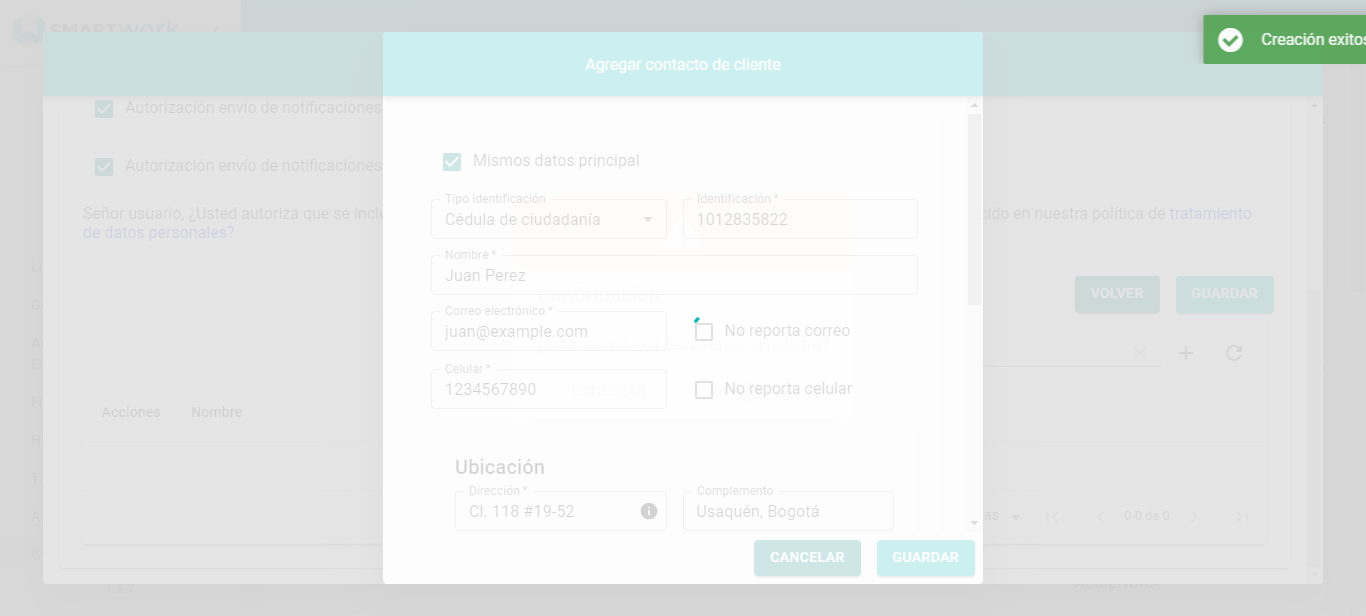 SMARTWORK
Creación exitos
Agregar contacto de cliente
Autorización envío de notificaciones
Mismos datos principal
Autorización envío de notificaciones
Tipo identificación
Identificación *
Cédula de ciudadanía
1012835822
Señor usuario, ¿Usted autoriza que se inclu
cido en nuestra política de tratamiento
de datos personales?
Nombre *
Juan Perez
VOLVER
GUARDAR
Confirmación
Correo electrónico *
juan@example.com
No reporta correo
Celular *
1234567890
CANCELAR
No reporta celular
Acciones
Nombre
Ubicación
Dirección *
Complemento
Cl. 118 #19-52
Usaquén, Bogotá
as
0-0 de 0
CANCELAR
GUARDAR